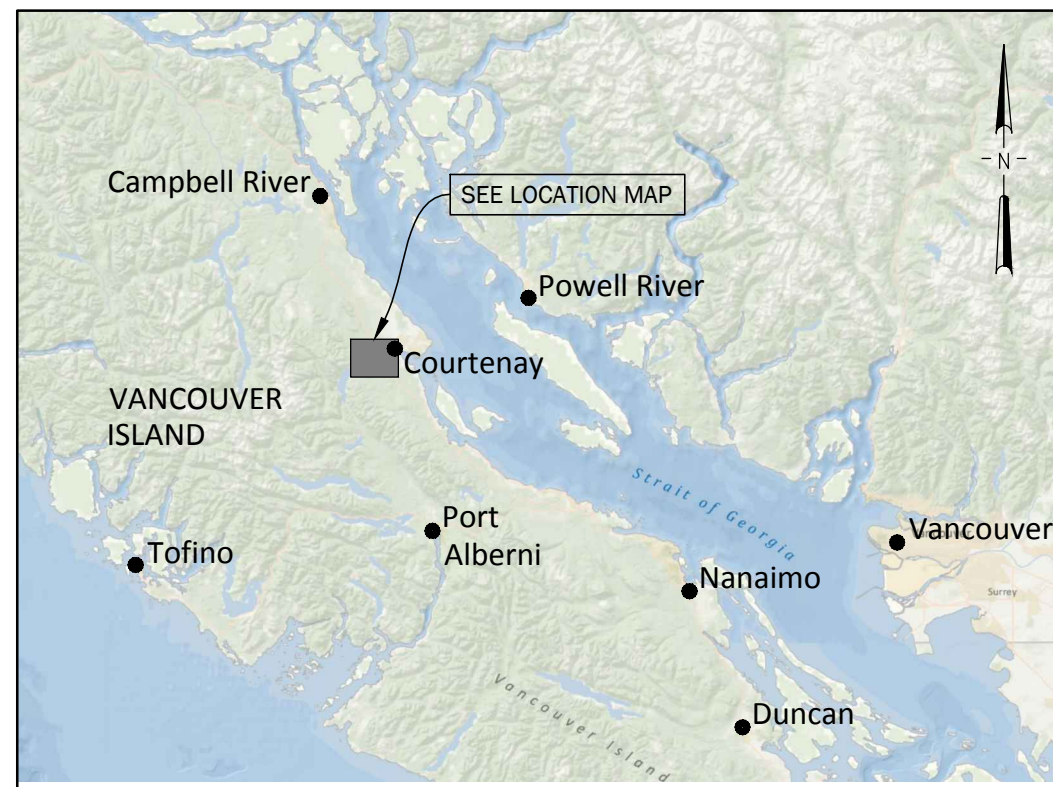 Campbell River
SEE LOCATION MAP
N
Powell River
Courtenay
VANCOUVER
ISLAND
Strait of Georgia
Port
Alberni
Tofino
Vancouver
Nanaimo
Surrey
Vancouver Island
Duncan